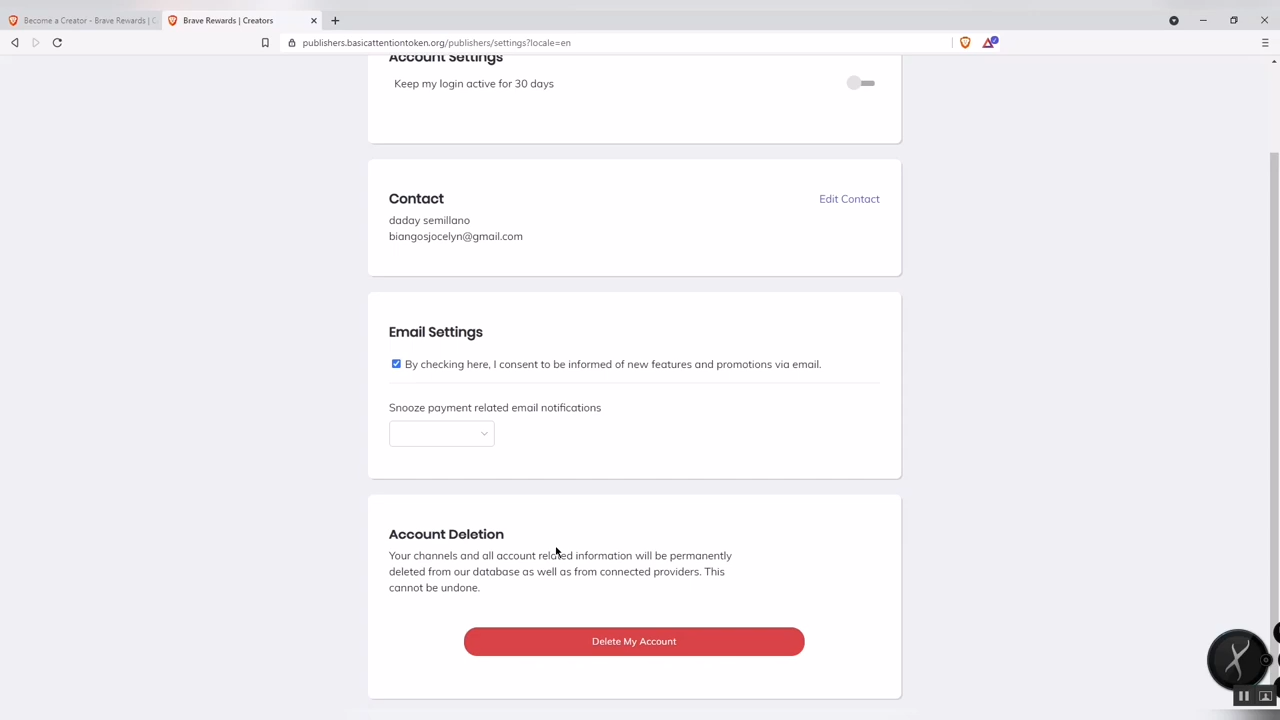 Become a Creator - Brave Rewards | C
Brave Rewards | Creators
publishers.basicattentiontoken.org/publishers/settings?locale=en
Account Settings
Keep my login active for 30 days
Contact
Edit Contact
daday semillano
biangosjocelyn@gmail.com
Email Settings
By checking here, I consent to be informed of new features and promotions via email.
Snooze payment related email notifications
Account Deletion
Your channels and all account related information will be permanently
deleted from our database as well as from connected providers. This
cannot be undone.
Delete My Account